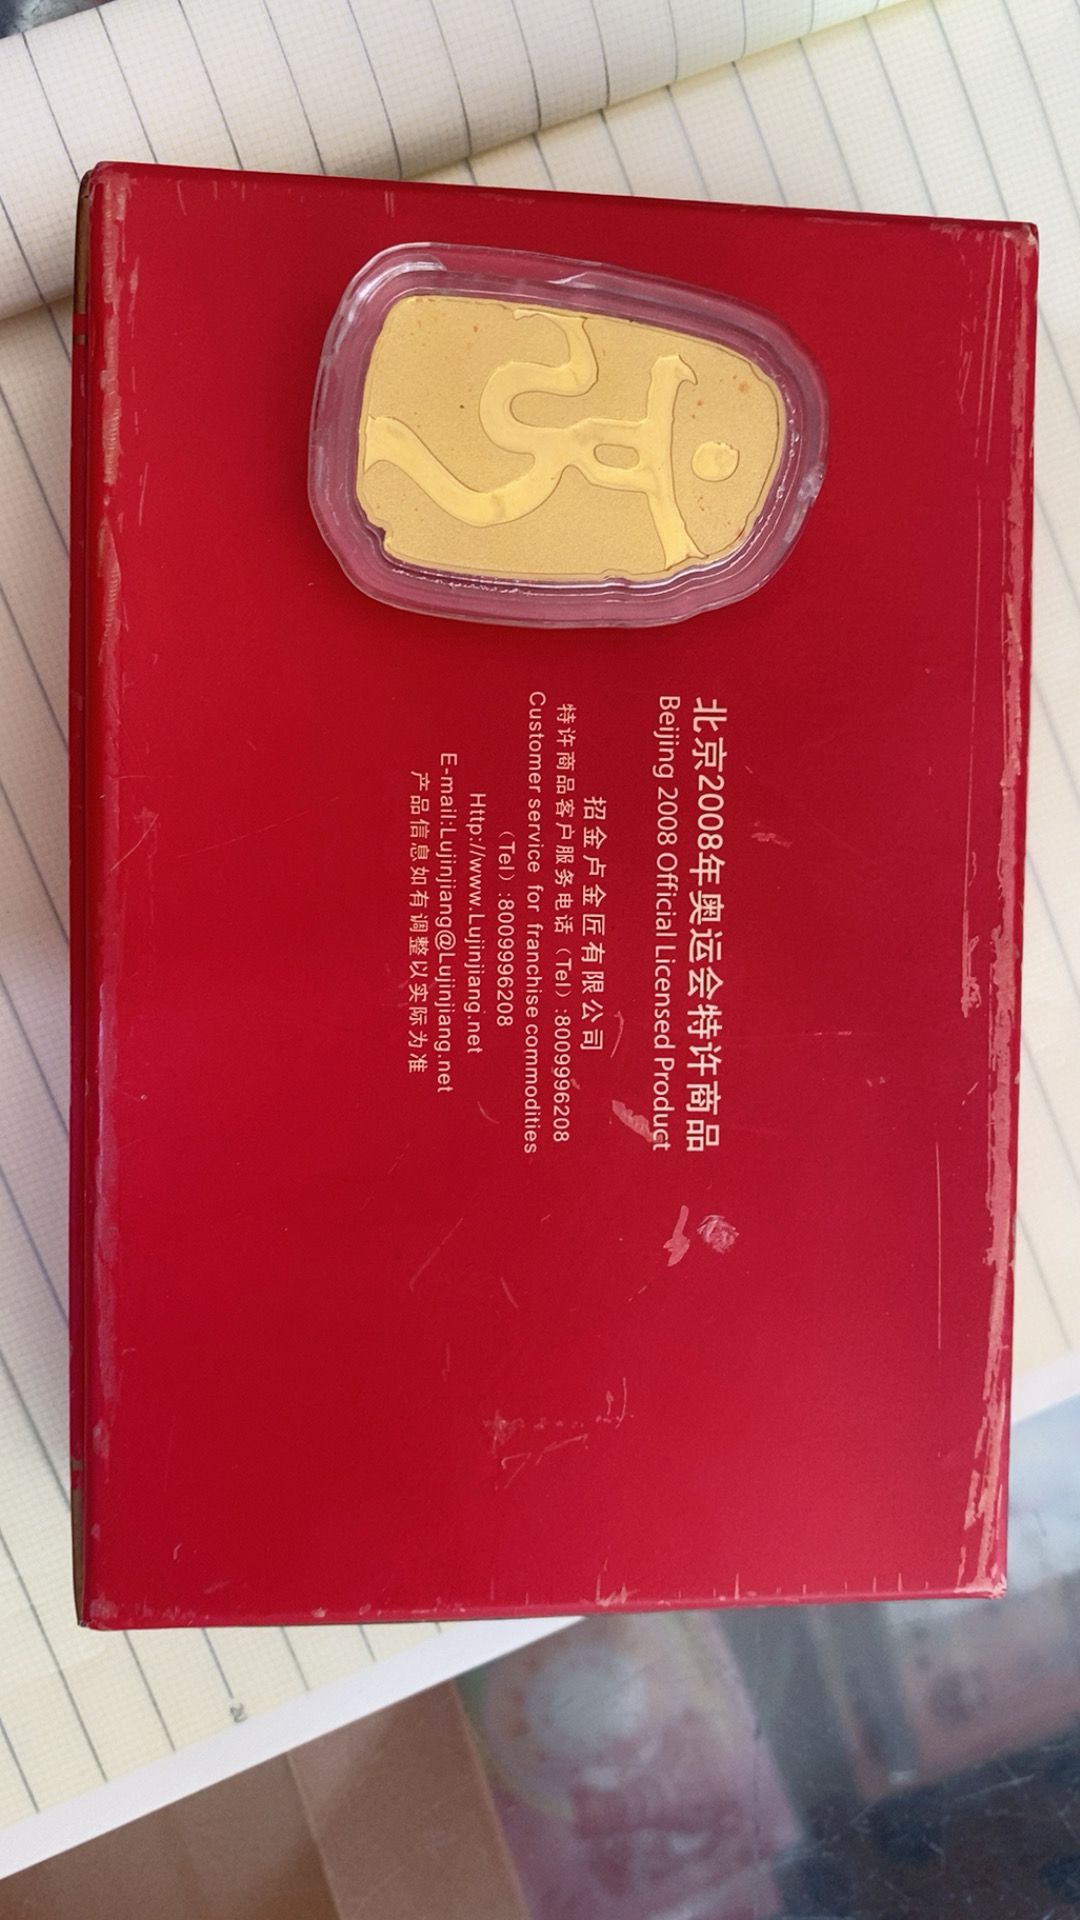 北京2008年奥运会特许商品
Beijing 2008 Official Licensed Product
招金卢金匠有限公司
特许商品客户服务电话（Tel）:8009996208
Customer service for franchise commodities
（Tel）:80099996208
Http://www.Lujinjiang.net
E-mail:Lujinjiang@Lujinjiang.net
产品信息如有调整以实际为准